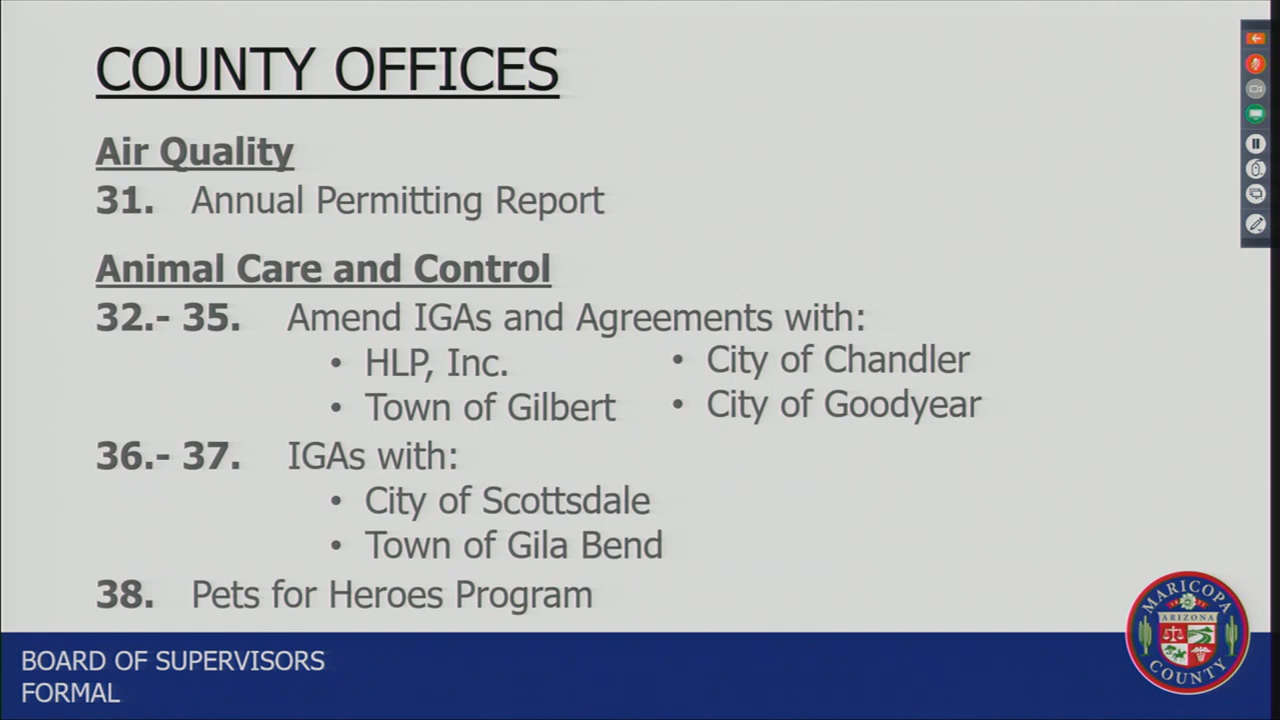 COUNTY OFFICES
Air Quality
31. Annual Permitting Report
Animal Care and Control
32.- 35. Amend IGAs and Agreements with:
• HLP, Inc. • City of Chandler
• Town of Gilbert • City of Goodyear
36.- 37. IGAs with:
• City of Scottsdale
• Town of Gila Bend
38. Pets for Heroes Program
BOARD OF SUPERVISORS
FORMAL
MARICOPA
ARIZONA
COUNTY